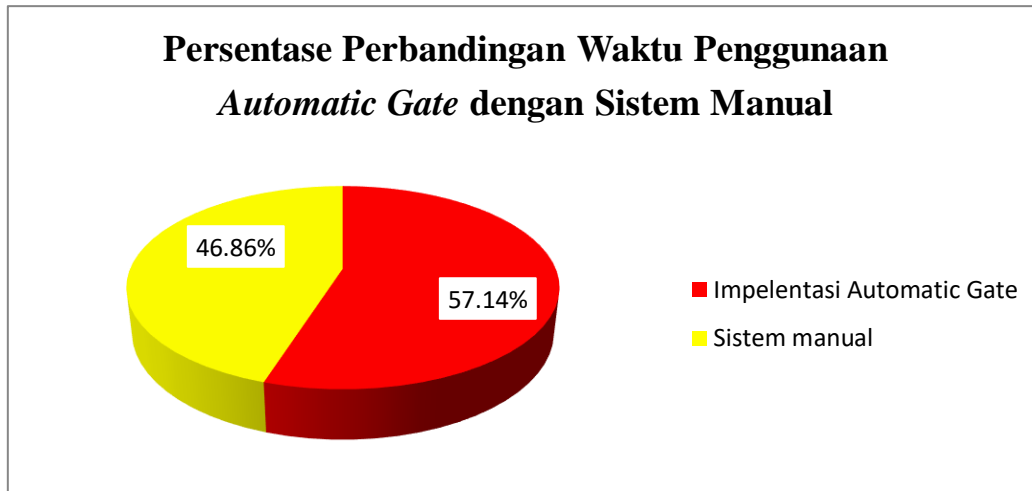 Persentase Perbandingan Waktu Penggunaan
Automatic Gate dengan Sistem Manual
46.86%
57.14%
Impelentasi Automatic Gate
Sistem manual